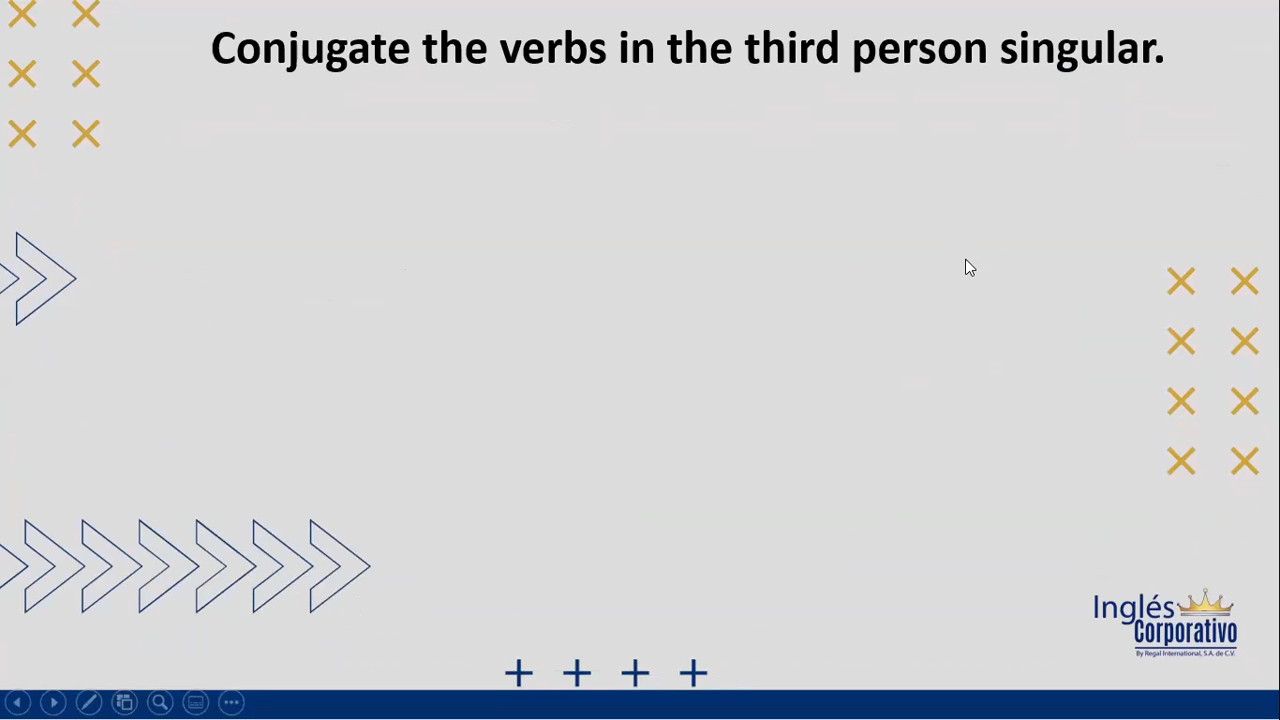 Conjugate the verbs in the third person singular.
Inglés
Corporativo
By Regal International, S.A. de C.V.